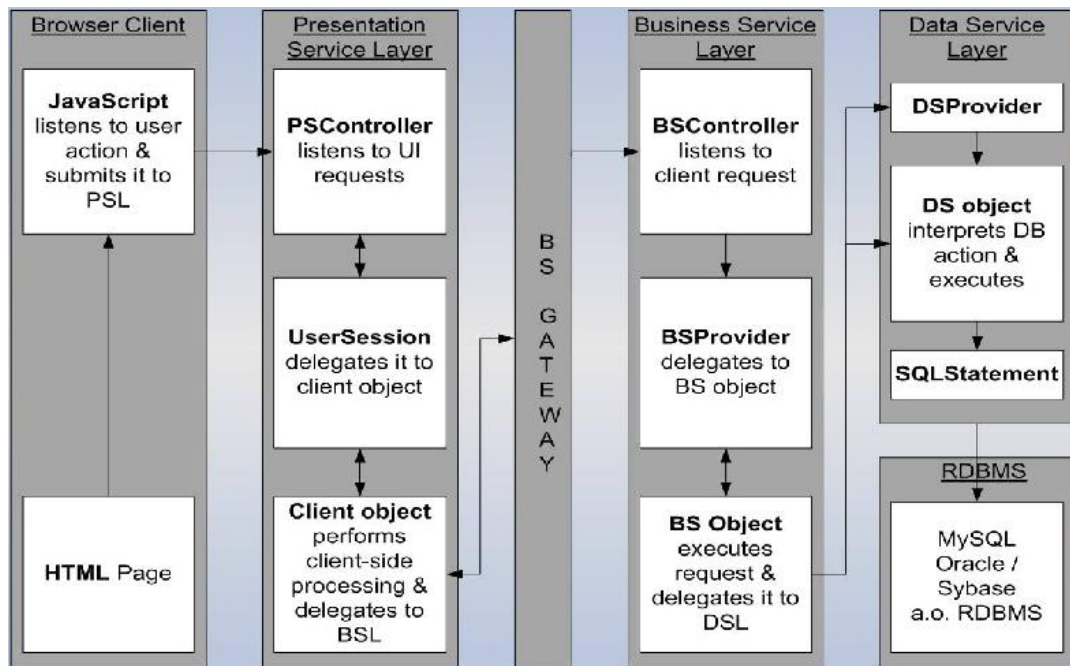 Browser Client
JavaScript
listens to user
action &
submits it to
PSL
HTML Page
Presentation
Service Layer
PSController
listens to UI
requests
UserSession
delegates it to
client object
Client object
performs
client-side
processing &
delegates to
BSL
BS GATEWAY
Business Service
Layer
BSController
listens to
client request
BSProvider
delegates to
BS object
BS Object
executes
request &
delegates it to
DSL
Data Service
Layer
DSProvider
DS object
interprets DB
action &
executes
SQLStatement
RDBMS
MySQL
Oracle /
Sybase
a.o. RDBMS